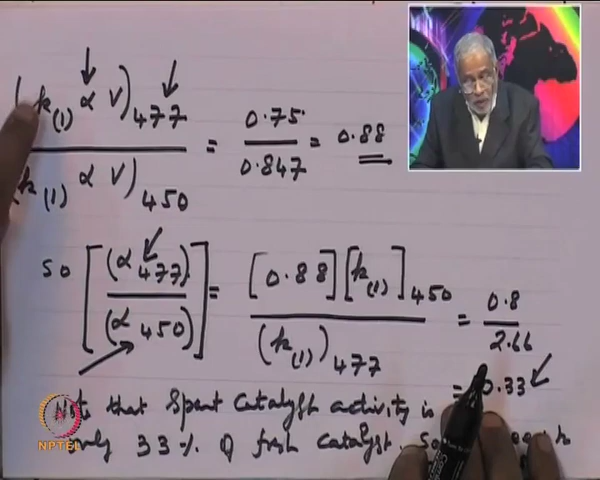 (k(1) α V)477 / (k(1) α V)450 = 0.75 / 0.847 = 0.88
so [(α 477) / (α 450)] = [0.88][k(1)]450 / (k(1))477 = 0.8 / 2.66
= 0.33
Note that Spent Catalyst activity is
only 33% of fresh catalyst
NPTEL